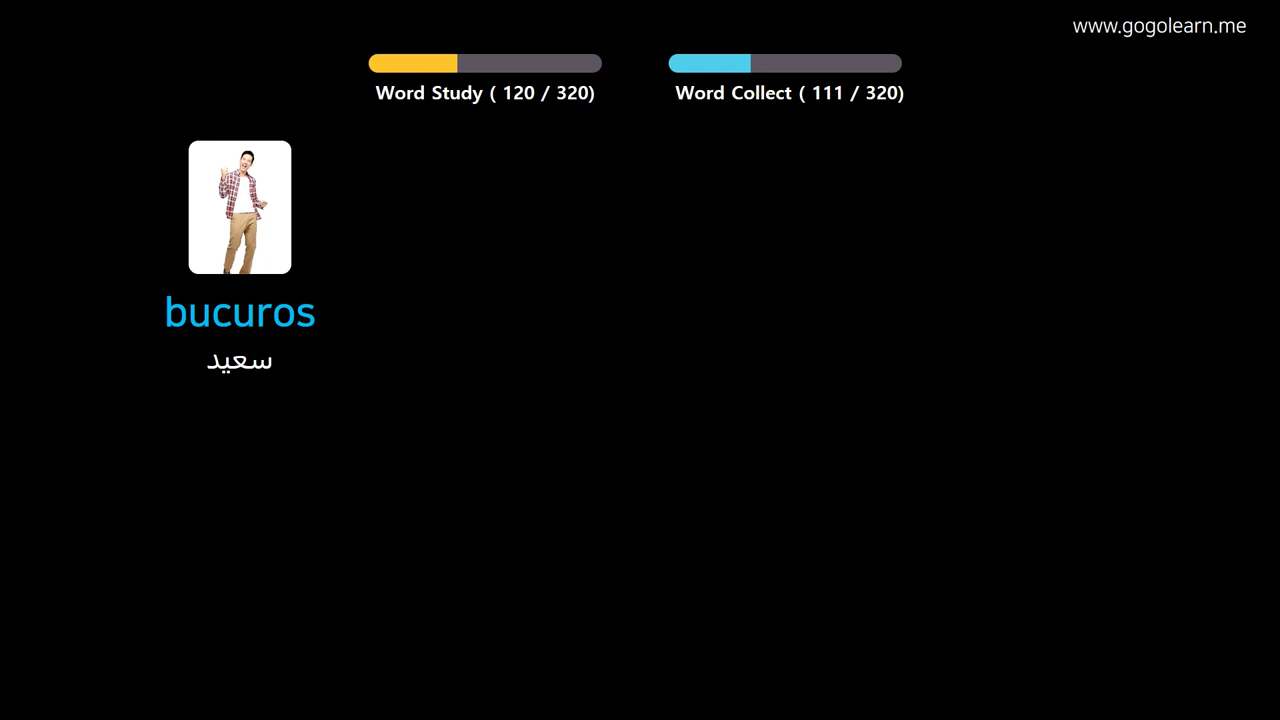 www.gogolearn.me
Word Study ( 120 / 320)
Word Collect ( 111 / 320)
bucuros
سعيد